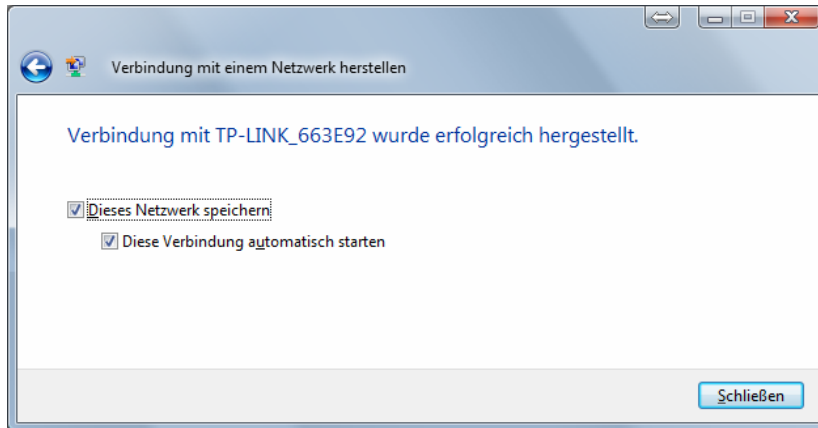 Verbindung mit einem Netzwerk herstellen
Verbindung mit TP-LINK_663E92 wurde erfolgreich hergestellt.
Dieses Netzwerk speichern
Diese Verbindung automatisch starten
Schließen